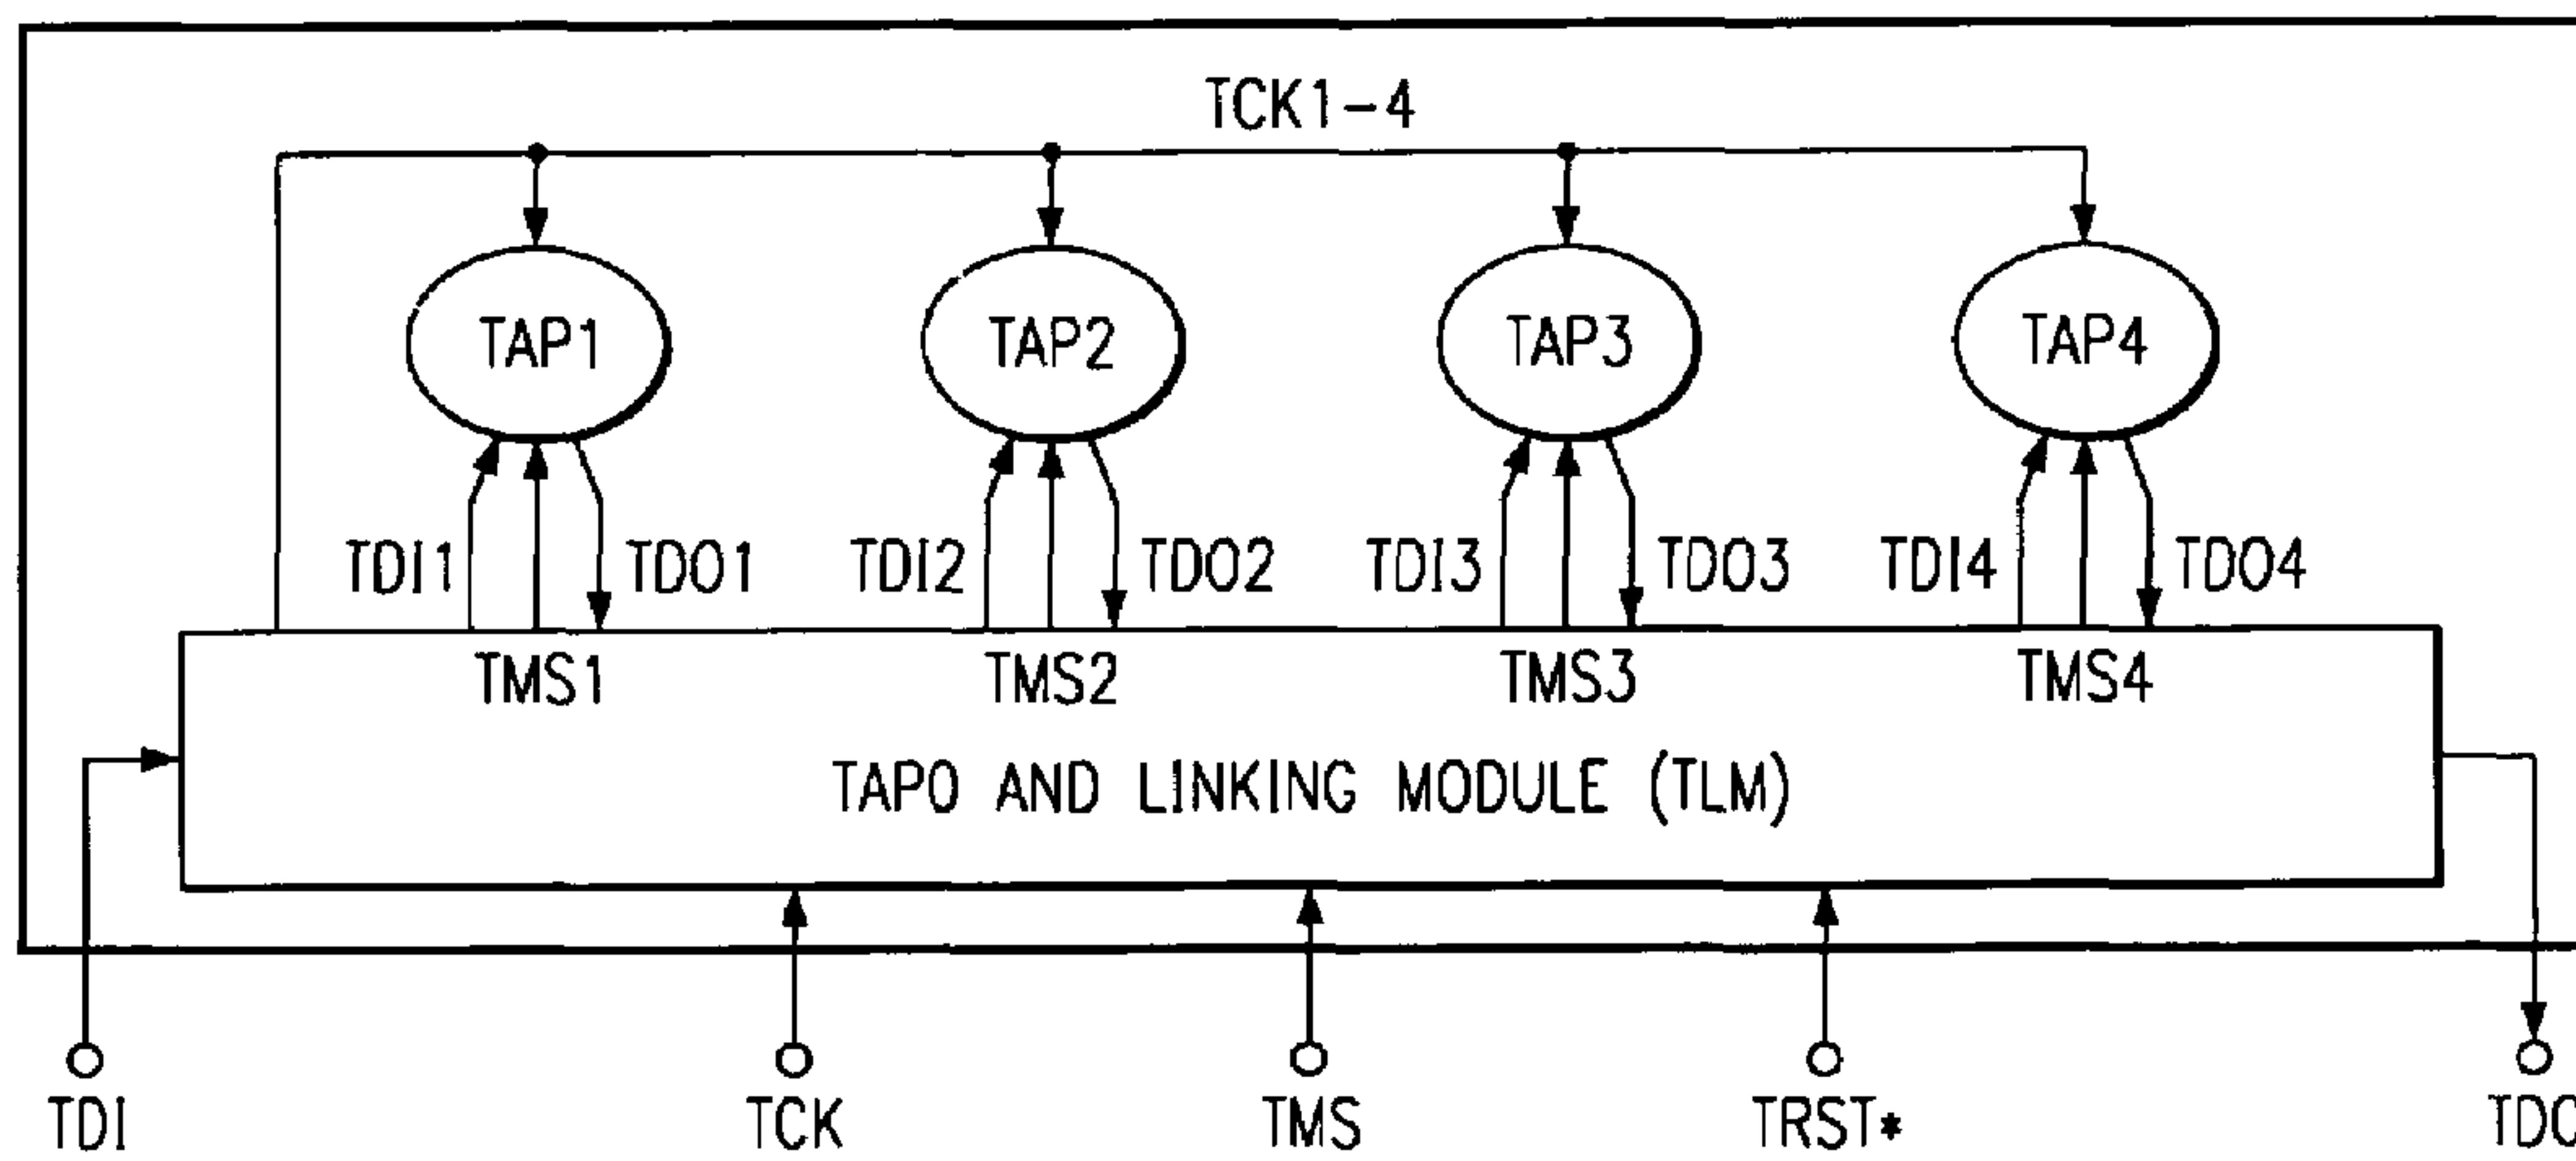 TCK1-4
TAP1 TAP2 TAP3 TAP4
TDI1 TDO1 TDI2 TDO2 TDI3 TDO3 TDI4 TDO4
TMS1 TMS2 TMS3 TMS4
TAP0 AND LINKING MODULE (TLM)
TDI TCK TMS TRST*